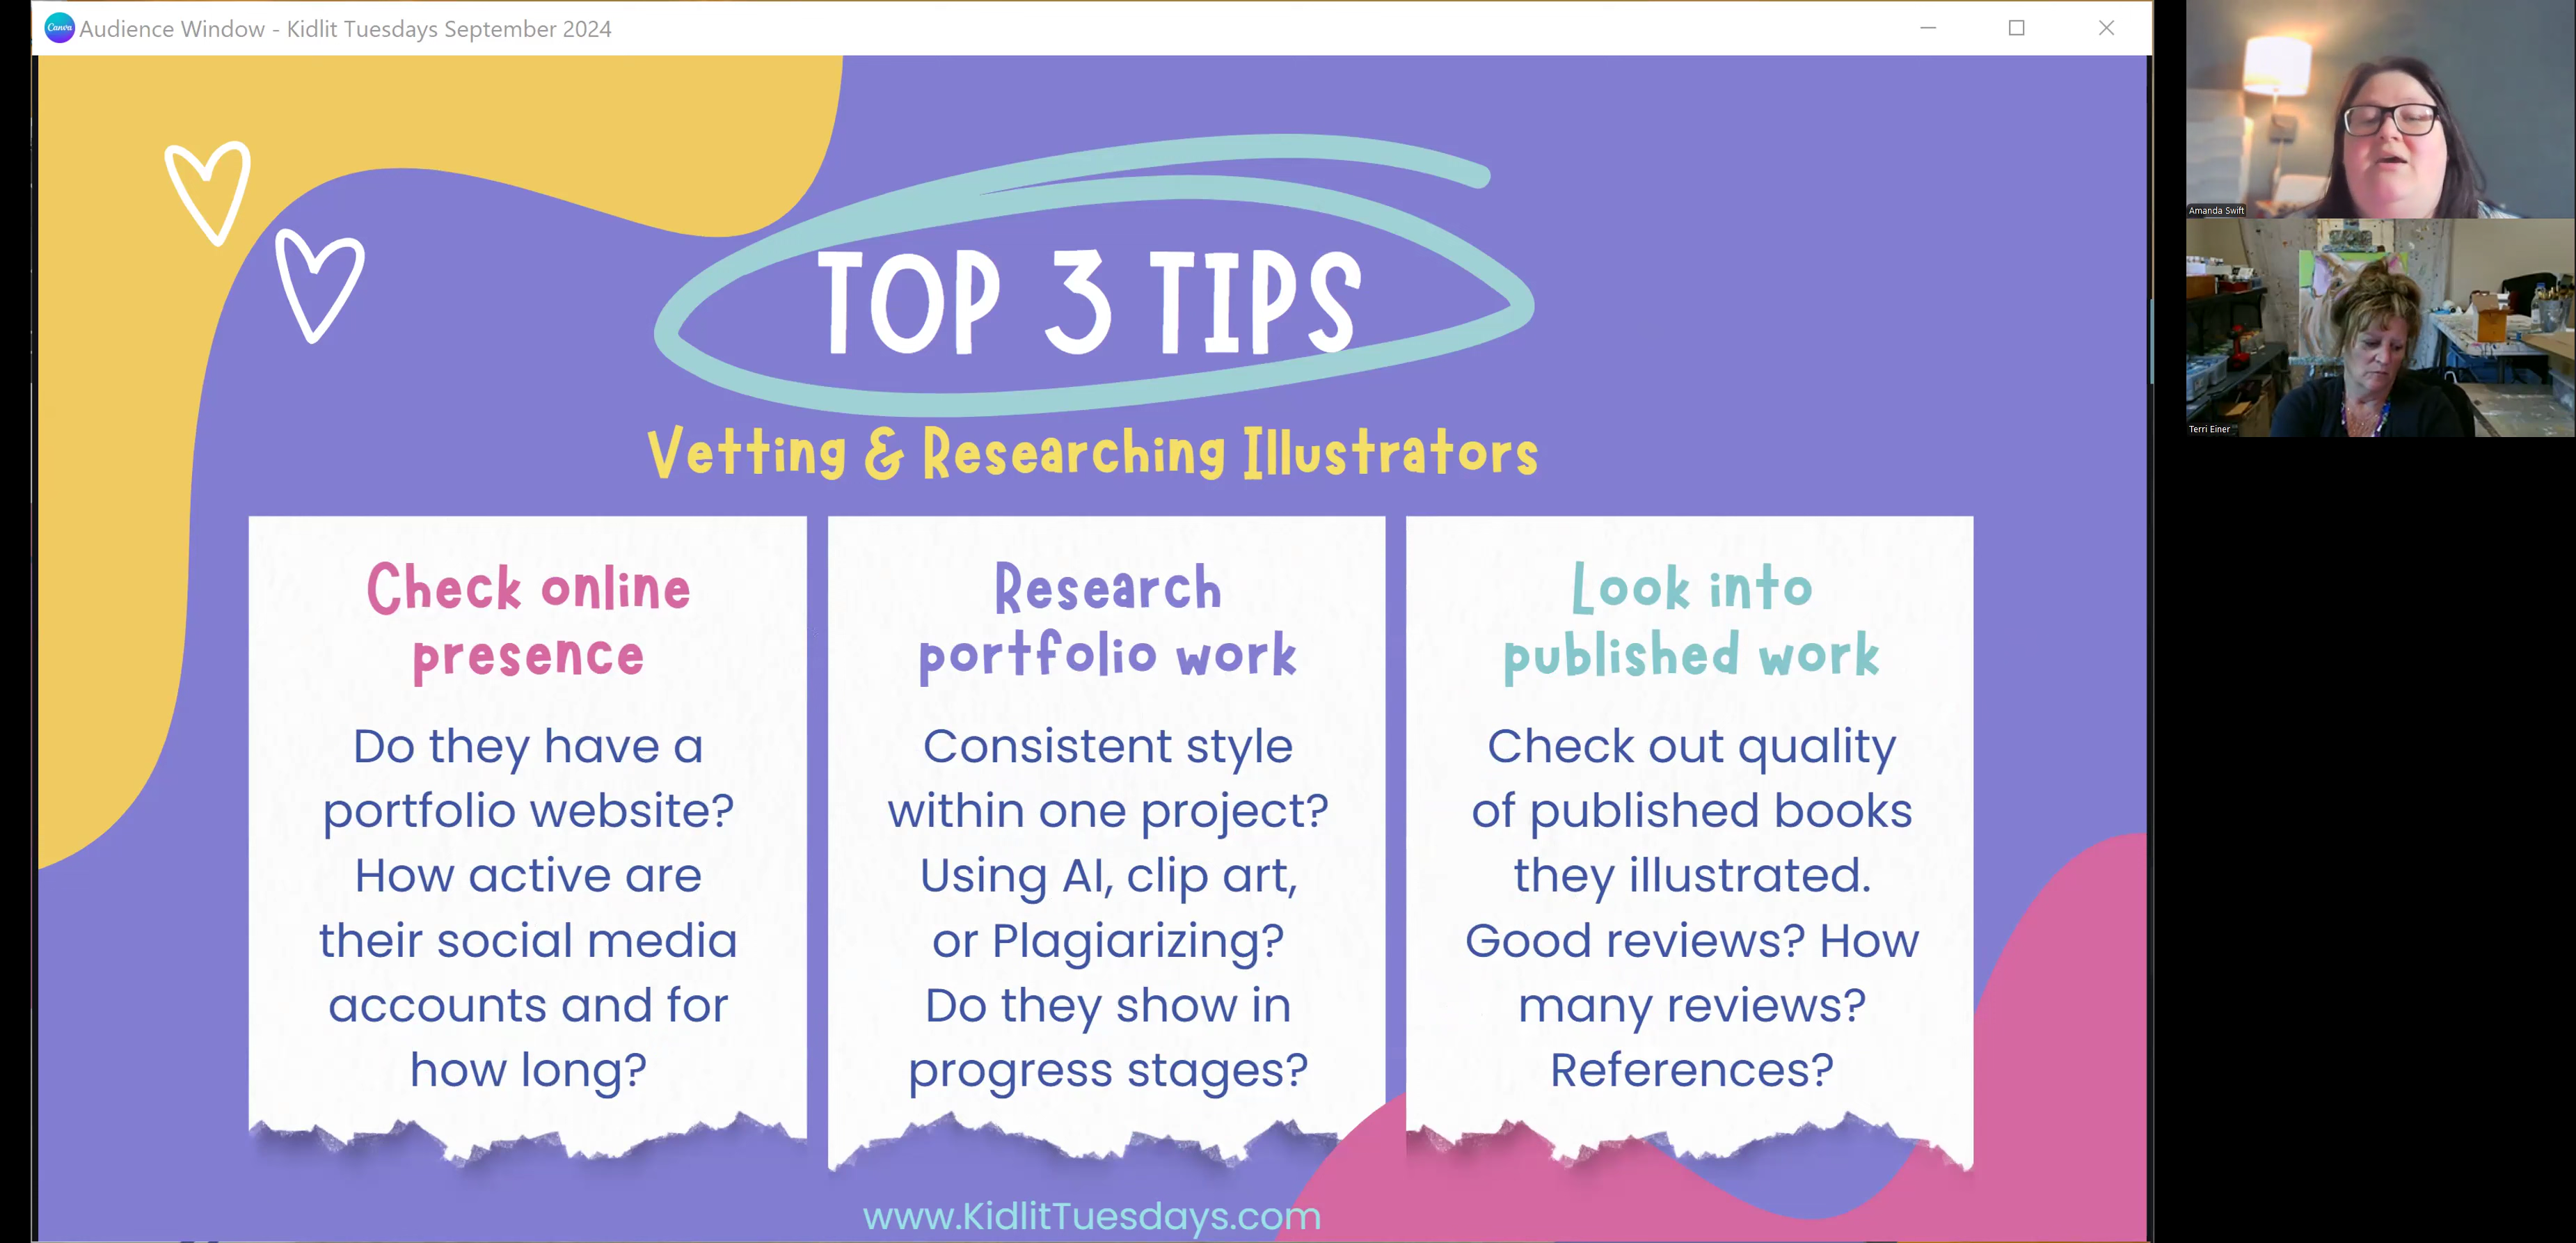 Canva Audience Window - Kidlit Tuesdays September 2024
TOP 3 TIPS
Vetting & Researching Illustrators
Check online
presence
Do they have a
portfolio website?
How active are
their social media
accounts and for
how long?
Research
portfolio work
Consistent style
within one project?
Using AI, clip art,
or Plagiarizing?
Do they show in
progress stages?
Look into
published work
Check out quality
of published books
they illustrated.
Good reviews? How
many reviews?
References?
www.KidlitTuesdays.com
Amanda Swift
Terri Einer